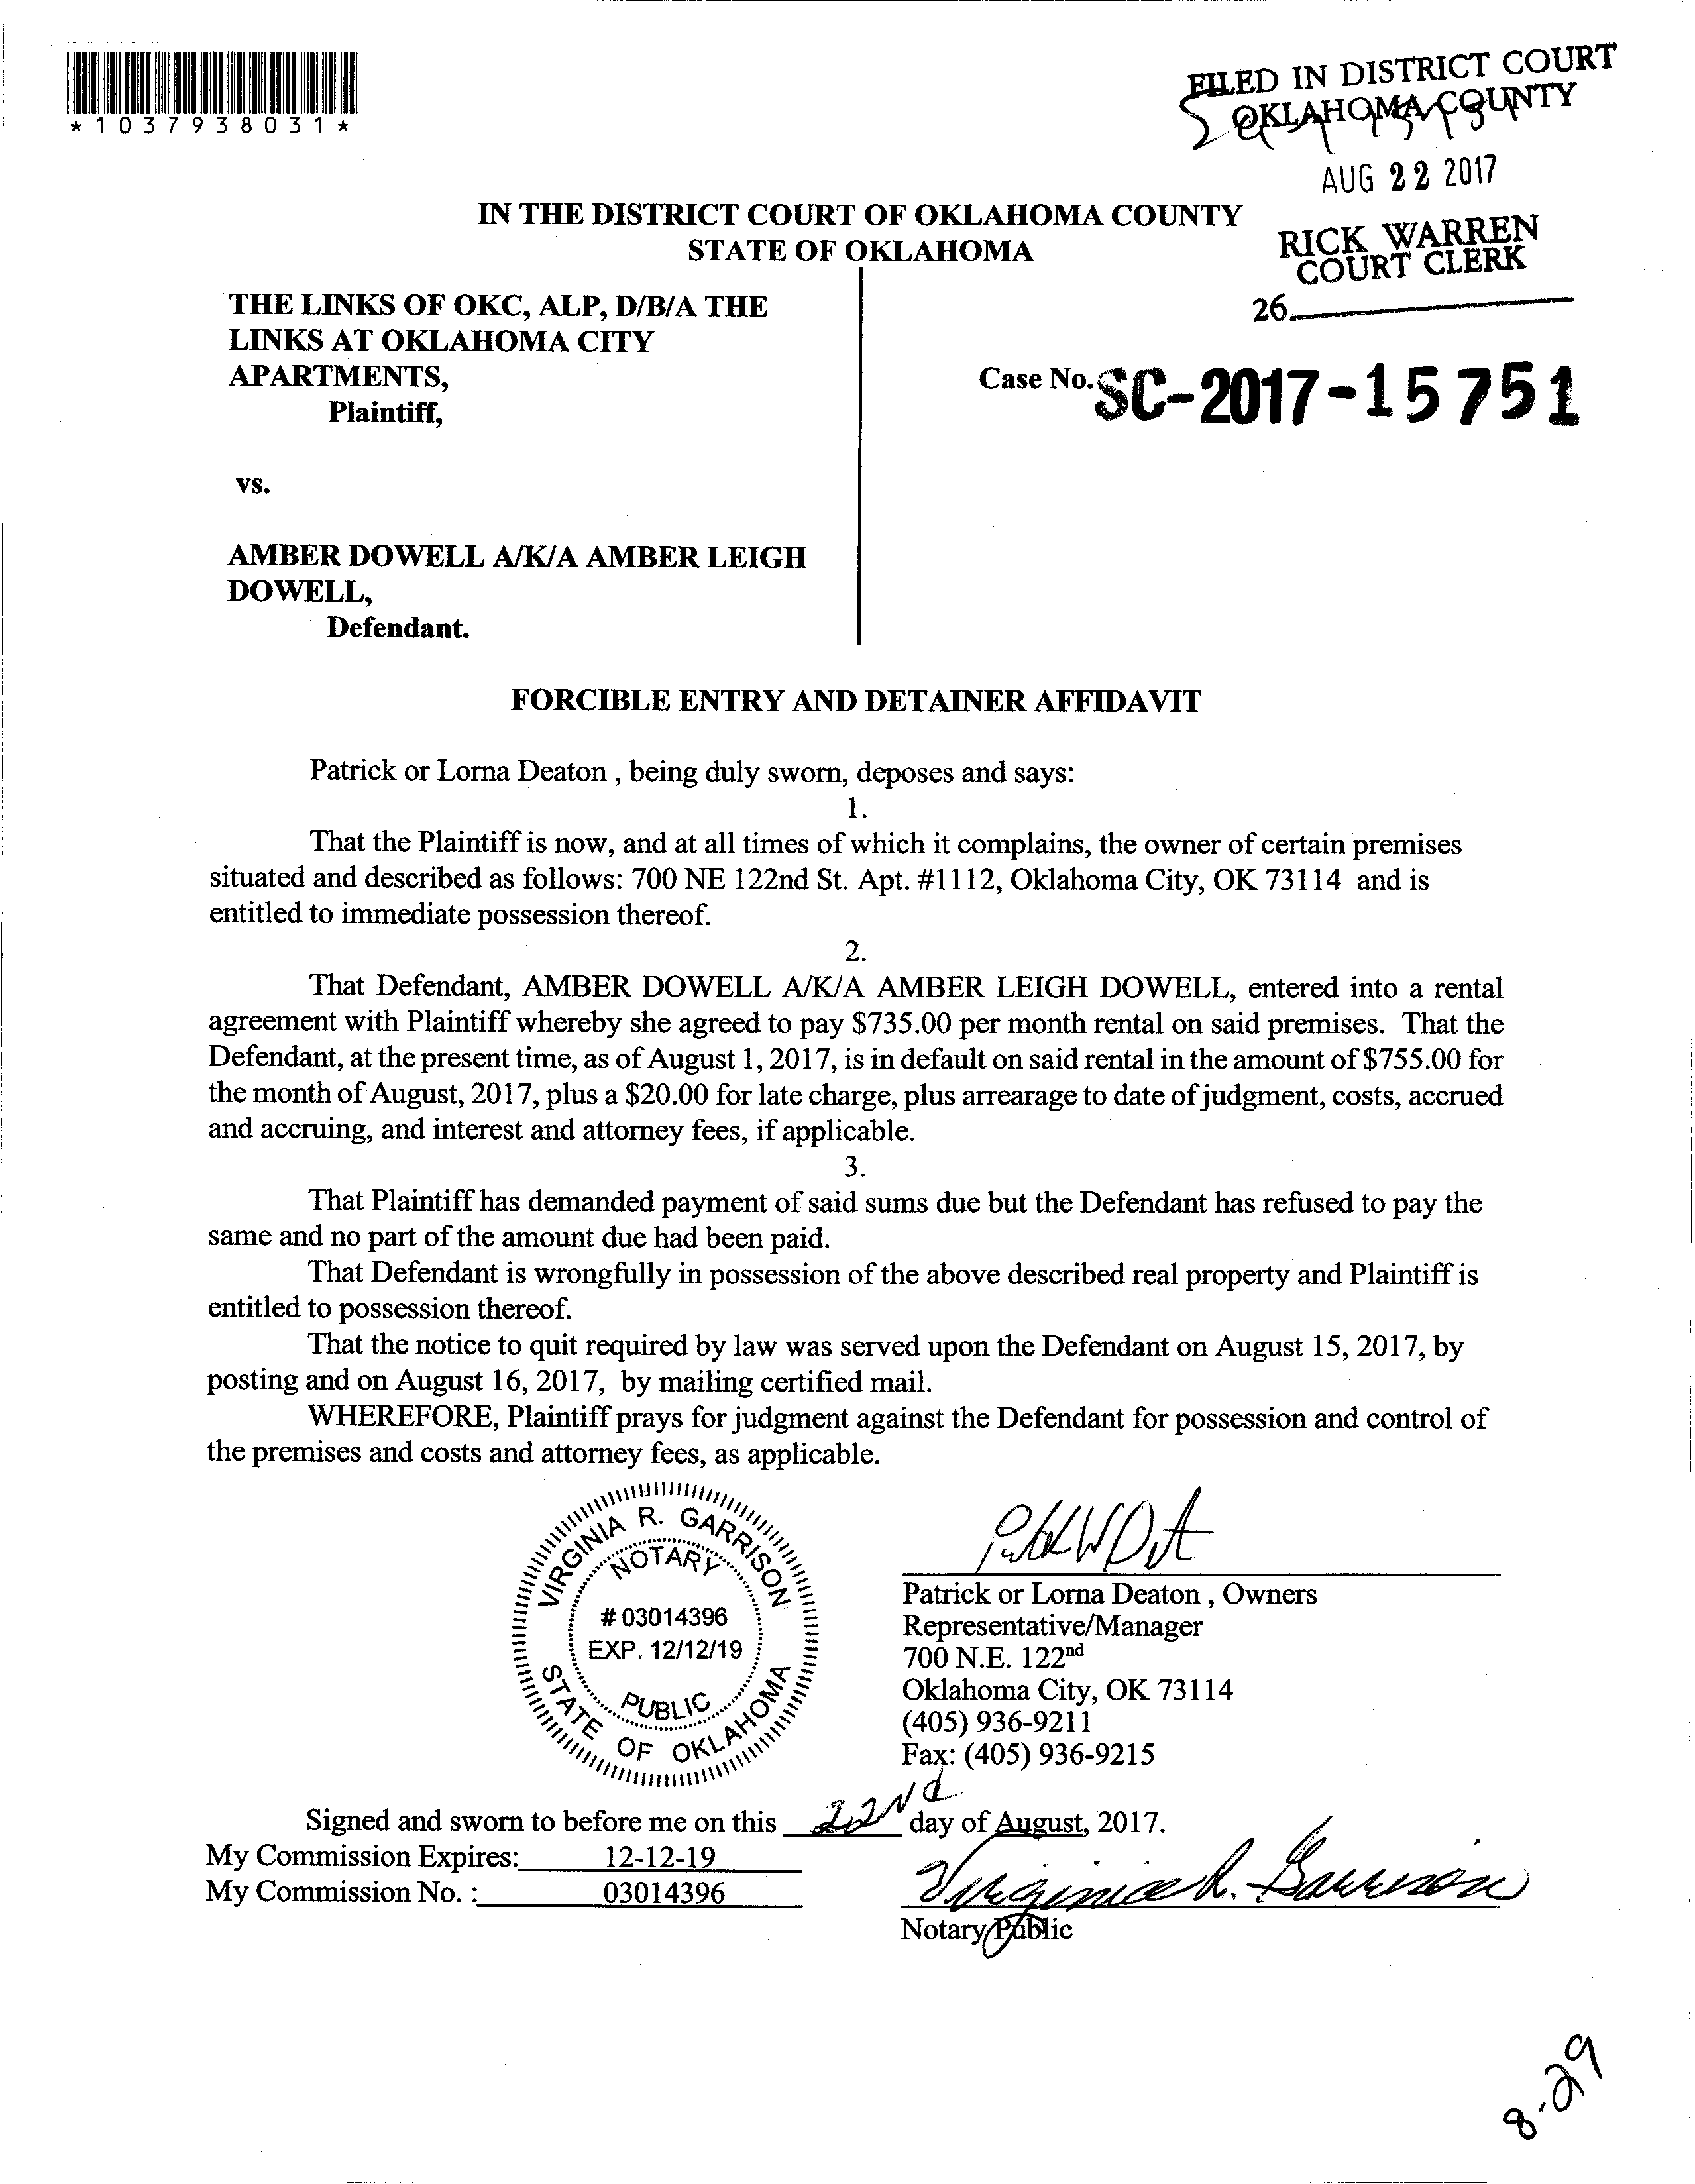 *1037938031*
FILED IN DISTRICT COURT
OKLAHOMA COUNTY
AUG 22 2017
RICK WARREN
COURT CLERK
26
IN THE DISTRICT COURT OF OKLAHOMA COUNTY
STATE OF OKLAHOMA
THE LINKS OF OKC, ALP, D/B/A THE
LINKS AT OKLAHOMA CITY
APARTMENTS,
Plaintiff,
Case No. SC-2017-15751
vs.
AMBER DOWELL A/K/A AMBER LEIGH
DOWELL,
Defendant.
FORCIBLE ENTRY AND DETAINER AFFIDAVIT
Patrick or Lorna Deaton , being duly sworn, deposes and says:
1.
That the Plaintiff is now, and at all times of which it complains, the owner of certain premises
situated and described as follows: 700 NE 122nd St. Apt. #1112, Oklahoma City, OK 73114 and is
entitled to immediate possession thereof.
2.
That Defendant, AMBER DOWELL A/K/A AMBER LEIGH DOWELL, entered into a rental
agreement with Plaintiff whereby she agreed to pay $735.00 per month rental on said premises. That the
Defendant, at the present time, as of August 1, 2017, is in default on said rental in the amount of $755.00 for
the month of August, 2017, plus a $20.00 for late charge, plus arrearage to date of judgment, costs, accrued
and accruing, and interest and attorney fees, if applicable.
3.
That Plaintiff has demanded payment of said sums due but the Defendant has refused to pay the
same and no part of the amount due had been paid.
That Defendant is wrongfully in possession of the above described real property and Plaintiff is
entitled to possession thereof.
That the notice to quit required by law was served upon the Defendant on August 15, 2017, by
posting and on August 16, 2017, by mailing certified mail.
WHEREFORE, Plaintiff prays for judgment against the Defendant for possession and control of
the premises and costs and attorney fees, as applicable.
VIRGINIA R. GARRISON
NOTARY
# 03014396
EXP. 12/12/19
PUBLIC
STATE OF OKLAHOMA
Patrick or Lorna Deaton , Owners
Representative/Manager
700 N.E. 122nd
Oklahoma City, OK 73114
(405) 936-9211
Fax: (405) 936-9215
Signed and sworn to before me on this 22nd day of August, 2017.
My Commission Expires: 12-12-19
My Commission No. : 03014396
Virginia R. Garrison
Notary Public
8-29